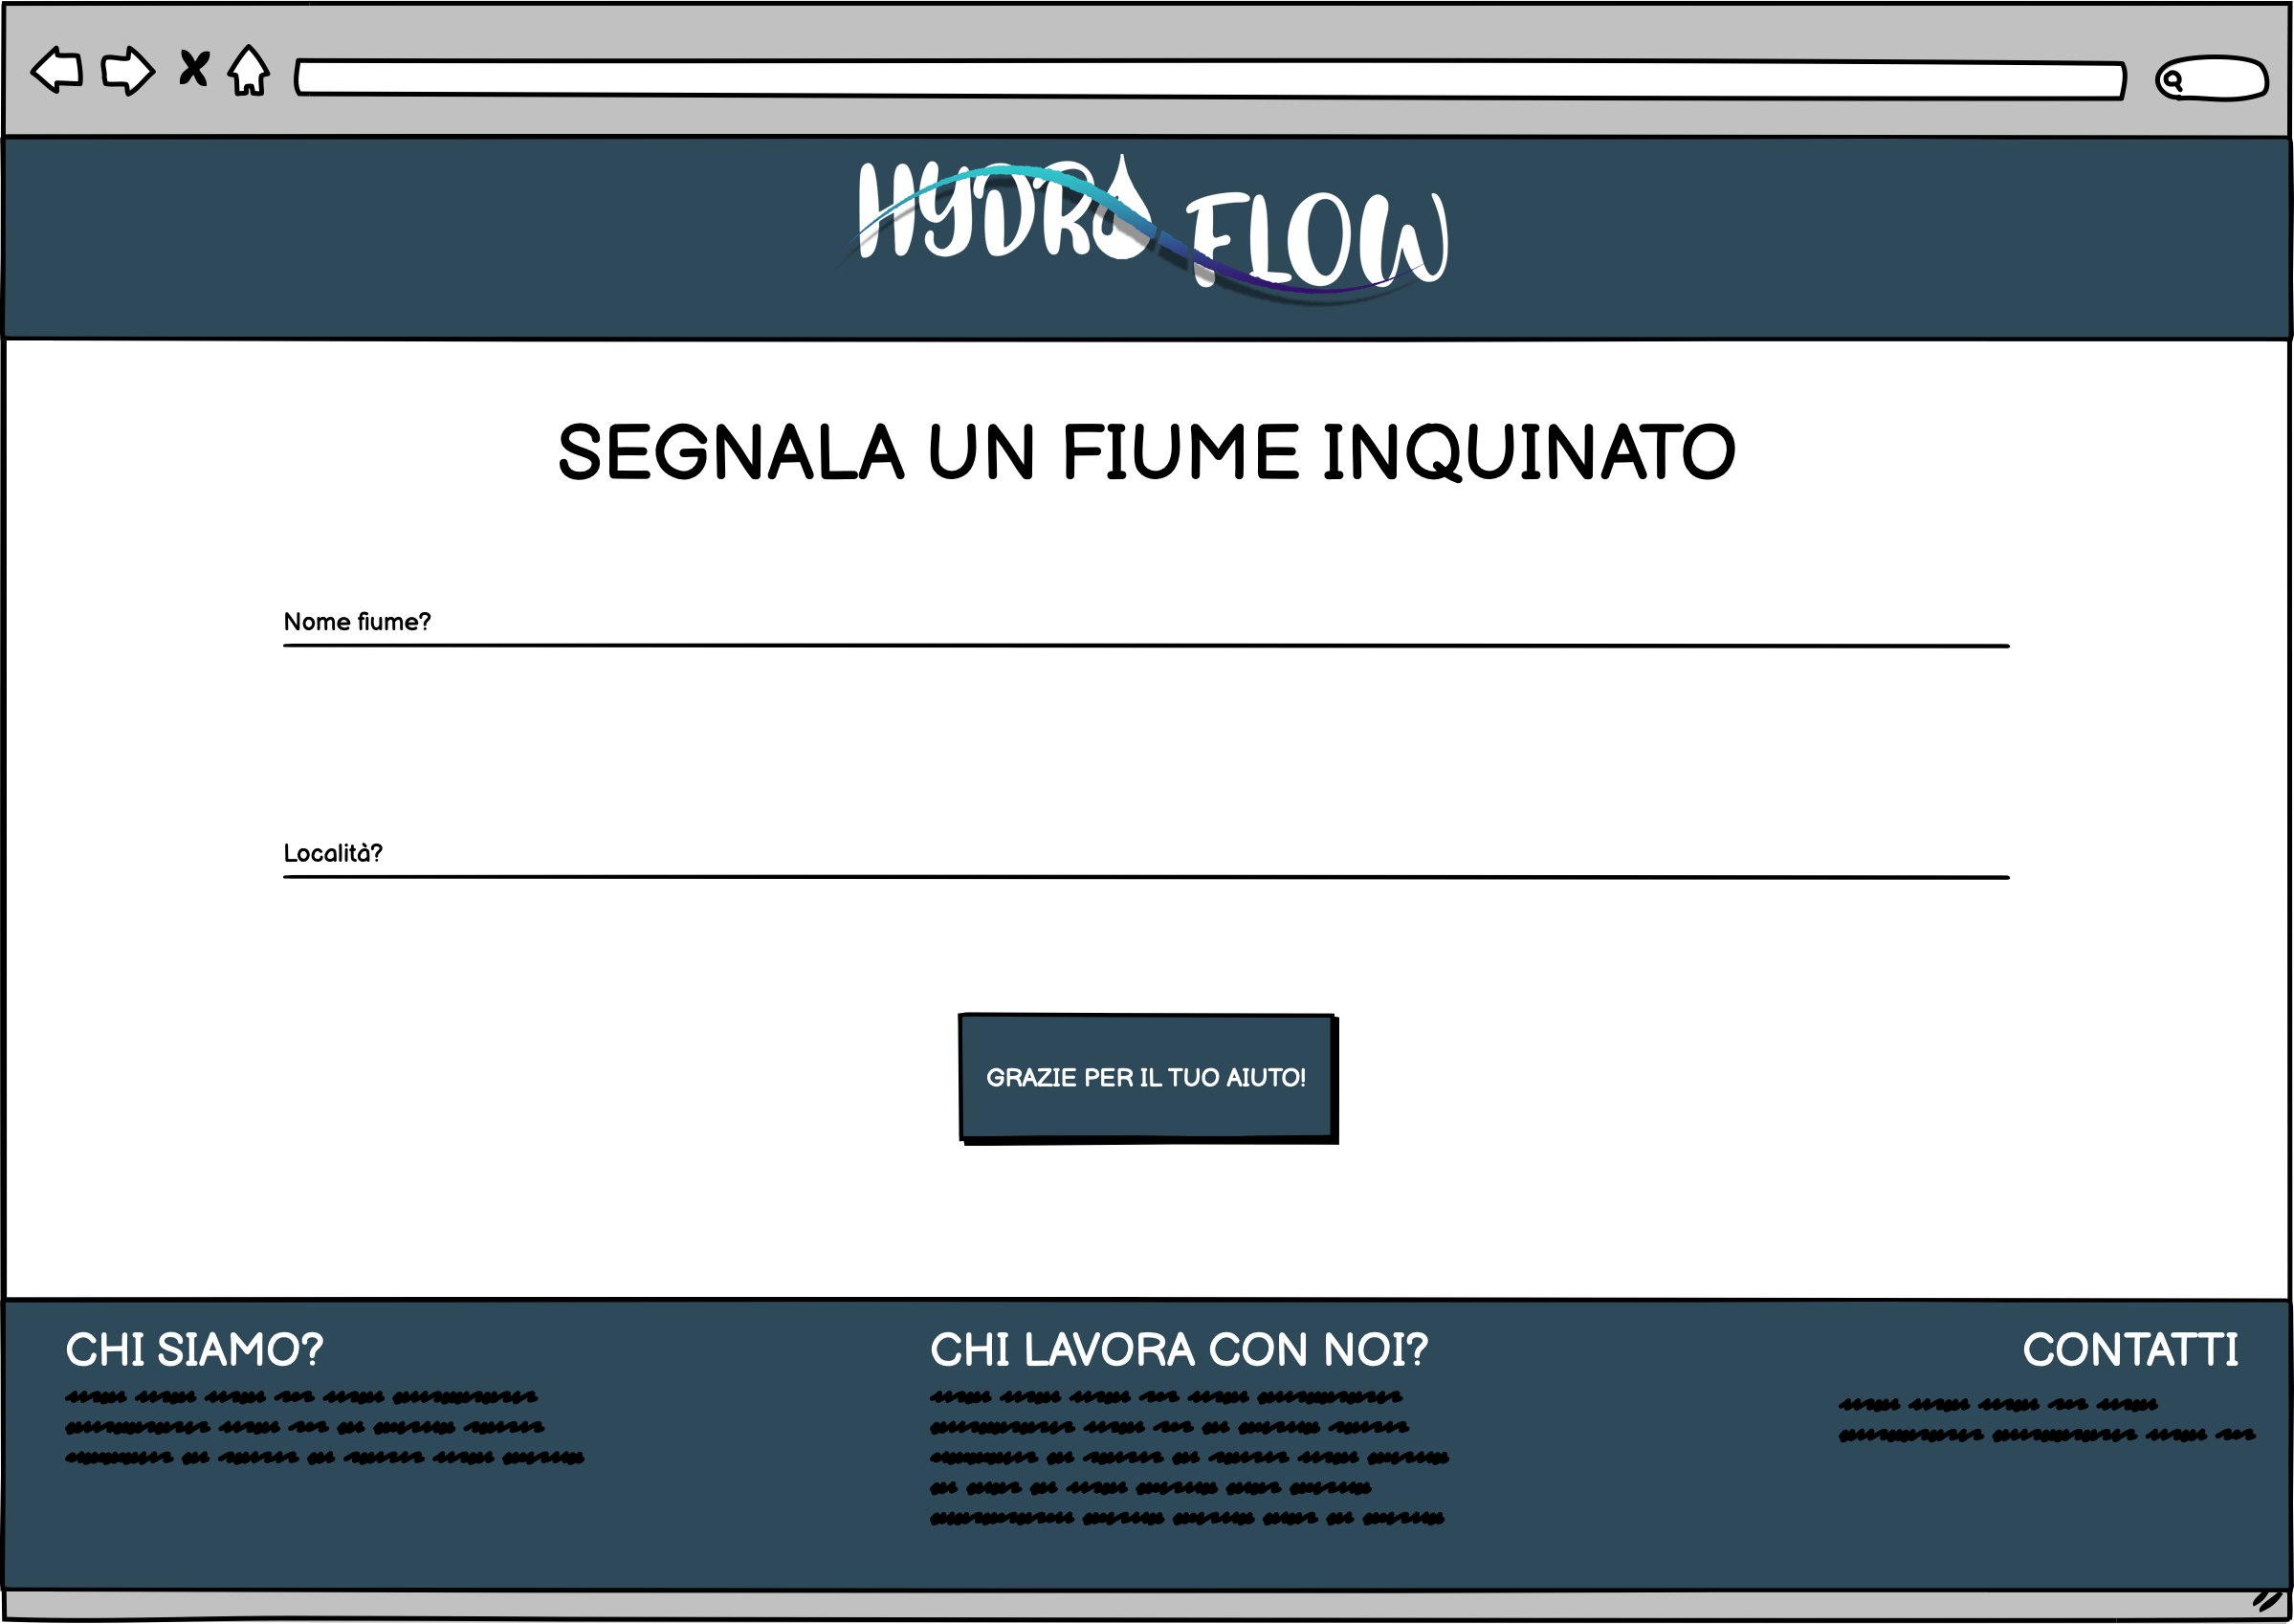 HYDRO FLOW
SEGNALA UN FIUME INQUINATO
Nome fiume?
Località?
GRAZIE PER IL TUO AIUTO!
CHI SIAMO?
CHI LAVORA CON NOI?
CONTATTI